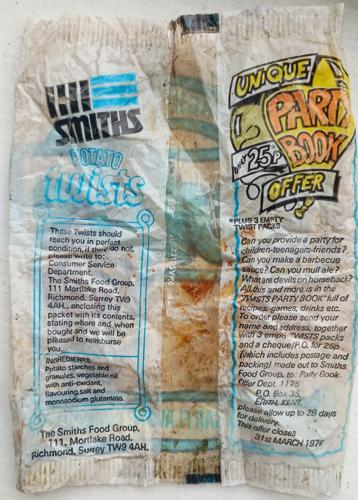 SMITHS
POTATO
twists
These Twists should
reach you in perfect
condition, if they do not,
please write to:
Consumer Service
Department,
The Smiths Food Group,
111 Mortlake Road,
Richmond, Surrey TW9
4AH., enclosing this
packet with its contents,
stating where and when
bought and we will be
pleased to reimburse
you.
INGREDIENTS:
Potato starches and
granules, vegetable oil
with anti-oxidant,
flavouring, salt and
monosodium glutamate.
The Smiths Food Group,
111, Mortlake Road,
Richmond, Surrey TW9 4AH.
UNIQUE
PARTY
BOOK
25P
OFFER
*PLUS 3 EMPTY
TWIST PACKS
Can you provide a party for
children-teenagers-friends?
Can you make a barbecue
sauce? Can you mull ale?
What are devils on horseback?
All this and more is in the
"TWISTS PARTY BOOK" full of
recipes, games, drinks etc.
To order please send your
name and address, together
with 3 empty TWISTS packs
and a cheque/P.O. for 25p
(which includes postage and
packing) made out to Smiths
Food Group, to: Party Book
Offer Dept. 1175
P.O. Box 35,
ERITH, KENT.
please allow up to 28 days
for delivery.
This offer closes
31st MARCH 1976